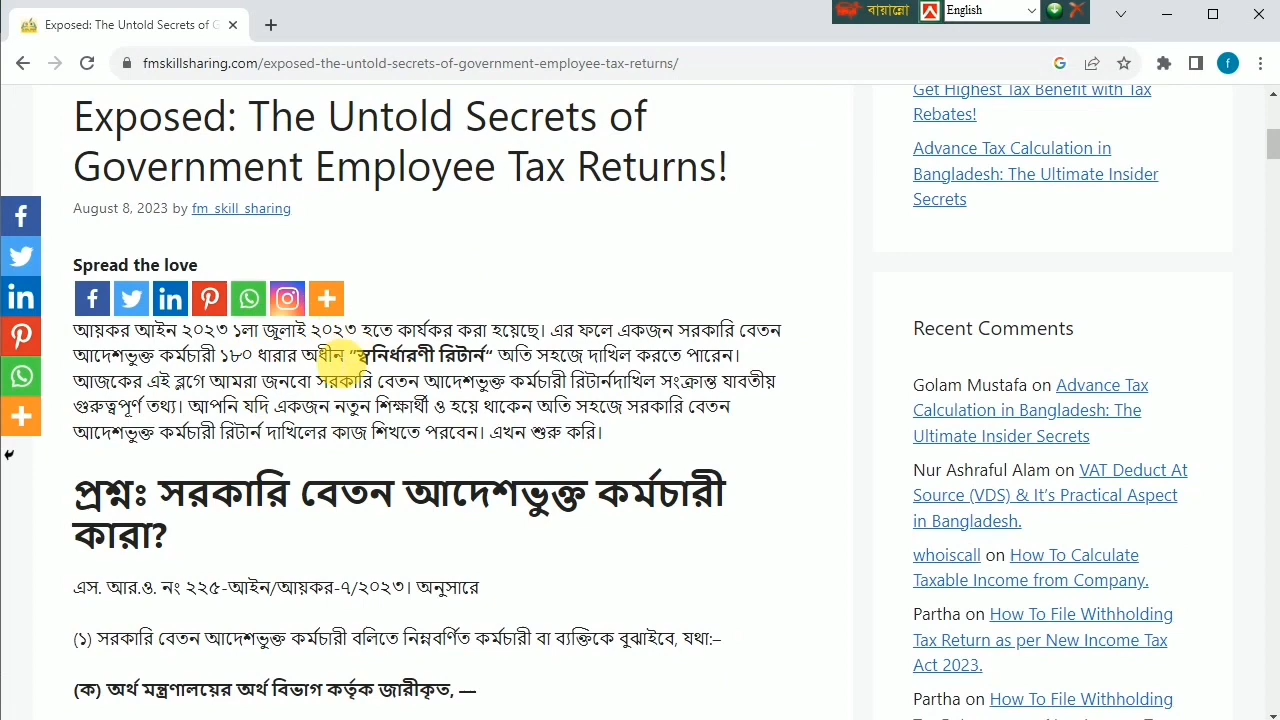 Exposed: The Untold Secrets of G
বায়ান্নো
English
fmskillsharing.com/exposed-the-untold-secrets-of-government-employee-tax-returns/
f
Exposed: The Untold Secrets of
Government Employee Tax Returns!
August 8, 2023 by fm_skill_sharing
Spread the love
আয়কর আইন ২০২৩ ১লা জুলাই ২০২৩ হতে কার্যকর করা হয়েছে। এর ফলে একজন সরকারি বেতন
আদেশভুক্ত কর্মচারী ১৮০ ধারার অধীন “স্বনির্ধারণী রিটার্ন“ অতি সহজে দাখিল করতে পারেন।
আজকের এই ব্লগে আমরা জনবো সরকারি বেতন আদেশভুক্ত কর্মচারী রিটার্নদাখিল সংক্রান্ত যাবতীয়
গুরুত্বপূর্ণ তথ্য। আপনি যদি একজন নতুন শিক্ষার্থী ও হয়ে থাকেন অতি সহজে সরকারি বেতন
আদেশভুক্ত কর্মচারী রিটার্ন দাখিলের কাজ শিখতে পরবেন। এখন শুরু করি।
প্রশ্নঃ সরকারি বেতন আদেশভুক্ত কর্মচারী
কারা?
এস. আর.ও. নং ২২৫-আইন/আয়কর-৭/২০২৩। অনুসারে
(১) সরকারি বেতন আদেশভুক্ত কর্মচারী বলিতে নিম্নবর্ণিত কর্মচারী বা ব্যক্তিকে বুঝাইবে, যথা:–
(ক) অর্থ মন্ত্রণালয়ের অর্থ বিভাগ কর্তৃক জারীকৃত, —
Get Highest Tax Benefit with Tax
Rebates!
Advance Tax Calculation in
Bangladesh: The Ultimate Insider
Secrets
Recent Comments
Golam Mustafa on Advance Tax
Calculation in Bangladesh: The
Ultimate Insider Secrets
Nur Ashraful Alam on VAT Deduct At
Source (VDS) & It’s Practical Aspect
in Bangladesh.
whoiscall on How To Calculate
Taxable Income from Company.
Partha on How To File Withholding
Tax Return as per New Income Tax
Act 2023.
Partha on How To File Withholding